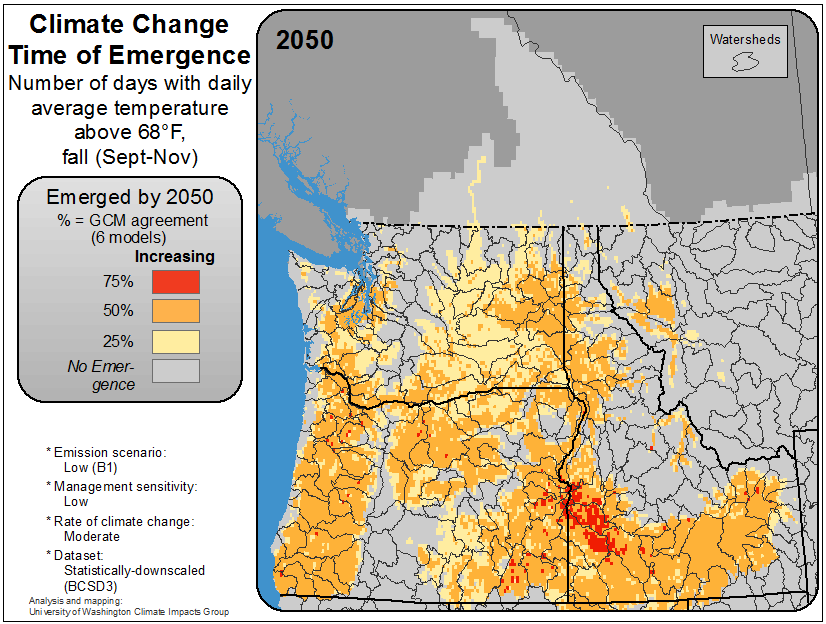 Climate Change
Time of Emergence
Number of days with daily
average temperature
above 68°F,
fall (Sept-Nov)
Emerged by 2050
% = GCM agreement
(6 models)
Increasing
75%
50%
25%
No Emer-
gence
* Emission scenario:
Low (B1)
* Management sensitivity:
Low
* Rate of climate change:
Moderate
* Dataset:
Statistically-downscaled
(BCSD3)
Analysis and mapping:
University of Washington Climate Impacts Group
2050
Watersheds